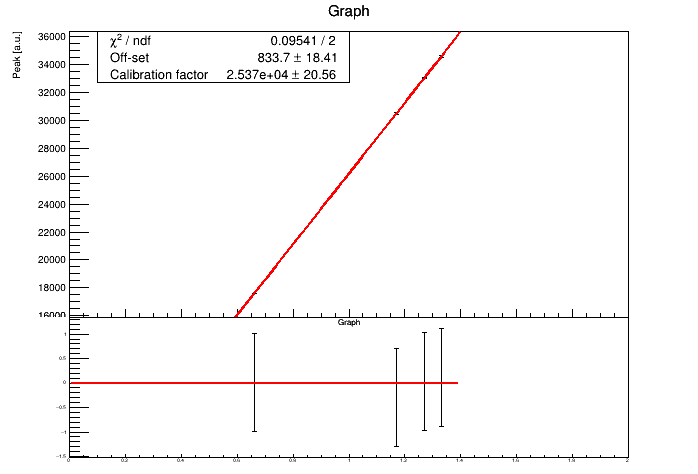 Graph
Peak [a.u.]
χ² / ndf 0.09541 / 2
Off-set 833.7 ± 18.41
Calibration factor 2.537e+04 ± 20.56
36000
34000
32000
30000
28000
26000
24000
22000
20000
18000
16000
Graph
1
0.5
0
−0.5
−1
−1.5
0 0.2 0.4 0.6 0.8 1 1.2 1.4 1.6 1.8 2